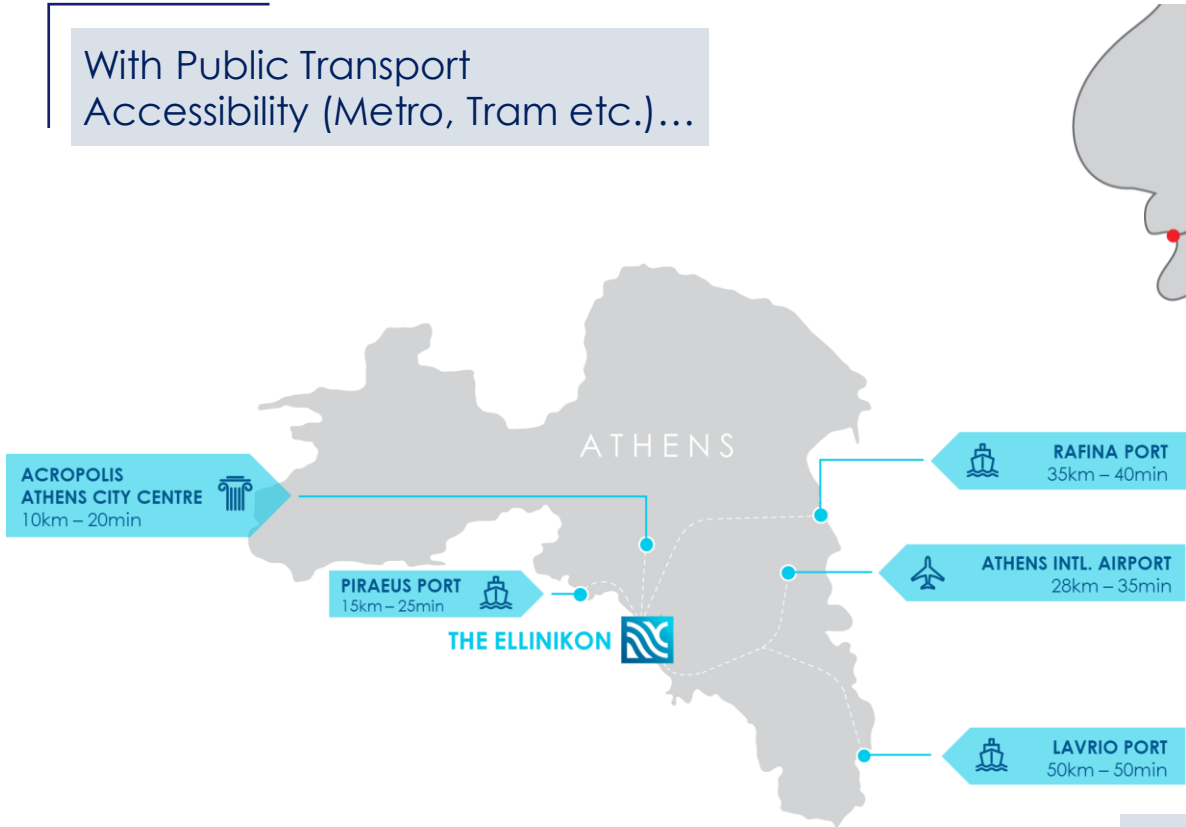 With Public Transport
Accessibility (Metro, Tram etc.)…
ATHENS
ACROPOLIS
ATHENS CITY CENTRE
10km – 20min
RAFINA PORT
35km – 40min
ATHENS INTL. AIRPORT
28km – 35min
PIRAEUS PORT
15km – 25min
THE ELLINIKON
LAVRIO PORT
50km – 50min